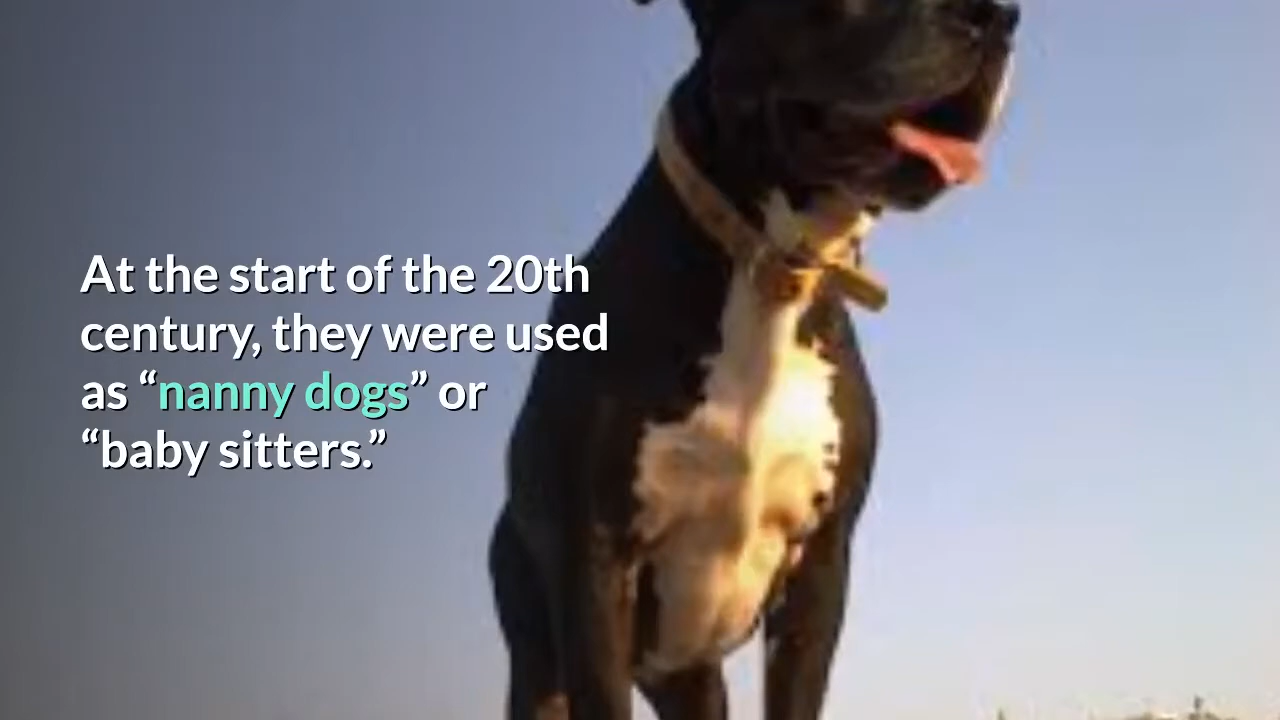 At the start of the 20th
century, they were used
as “nanny dogs” or
“baby sitters.”